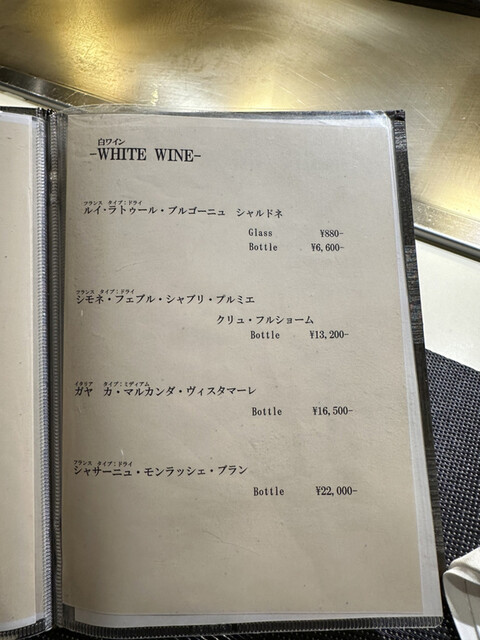 白ワイン
-WHITE WINE-
フランス タイプ:ドライ
ルイ・ラトゥール・ブルゴーニュ シャルドネ
Glass ¥880-
Bottle ¥6,600-
フランス タイプ:ドライ
シモネ・フェブル・シャブリ・プルミエ
クリュ・フルショーム
Bottle ¥13,200-
イタリア タイプ:ミディアム
ガヤ カ・マルカンダ・ヴィスタマーレ
Bottle ¥16,500-
フランス タイプ:ドライ
シャサーニュ・モンラッシェ・ブラン
Bottle ¥22,000-